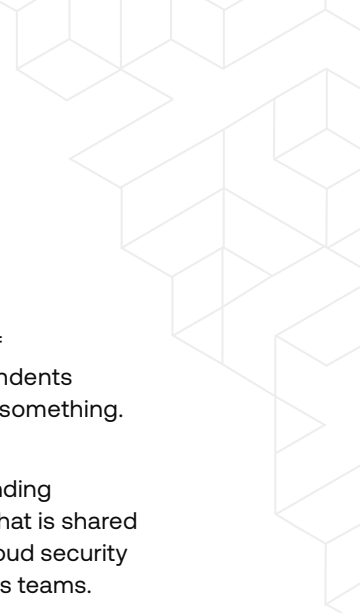 ndents
something.
nding
hat is shared
oud security
s teams.